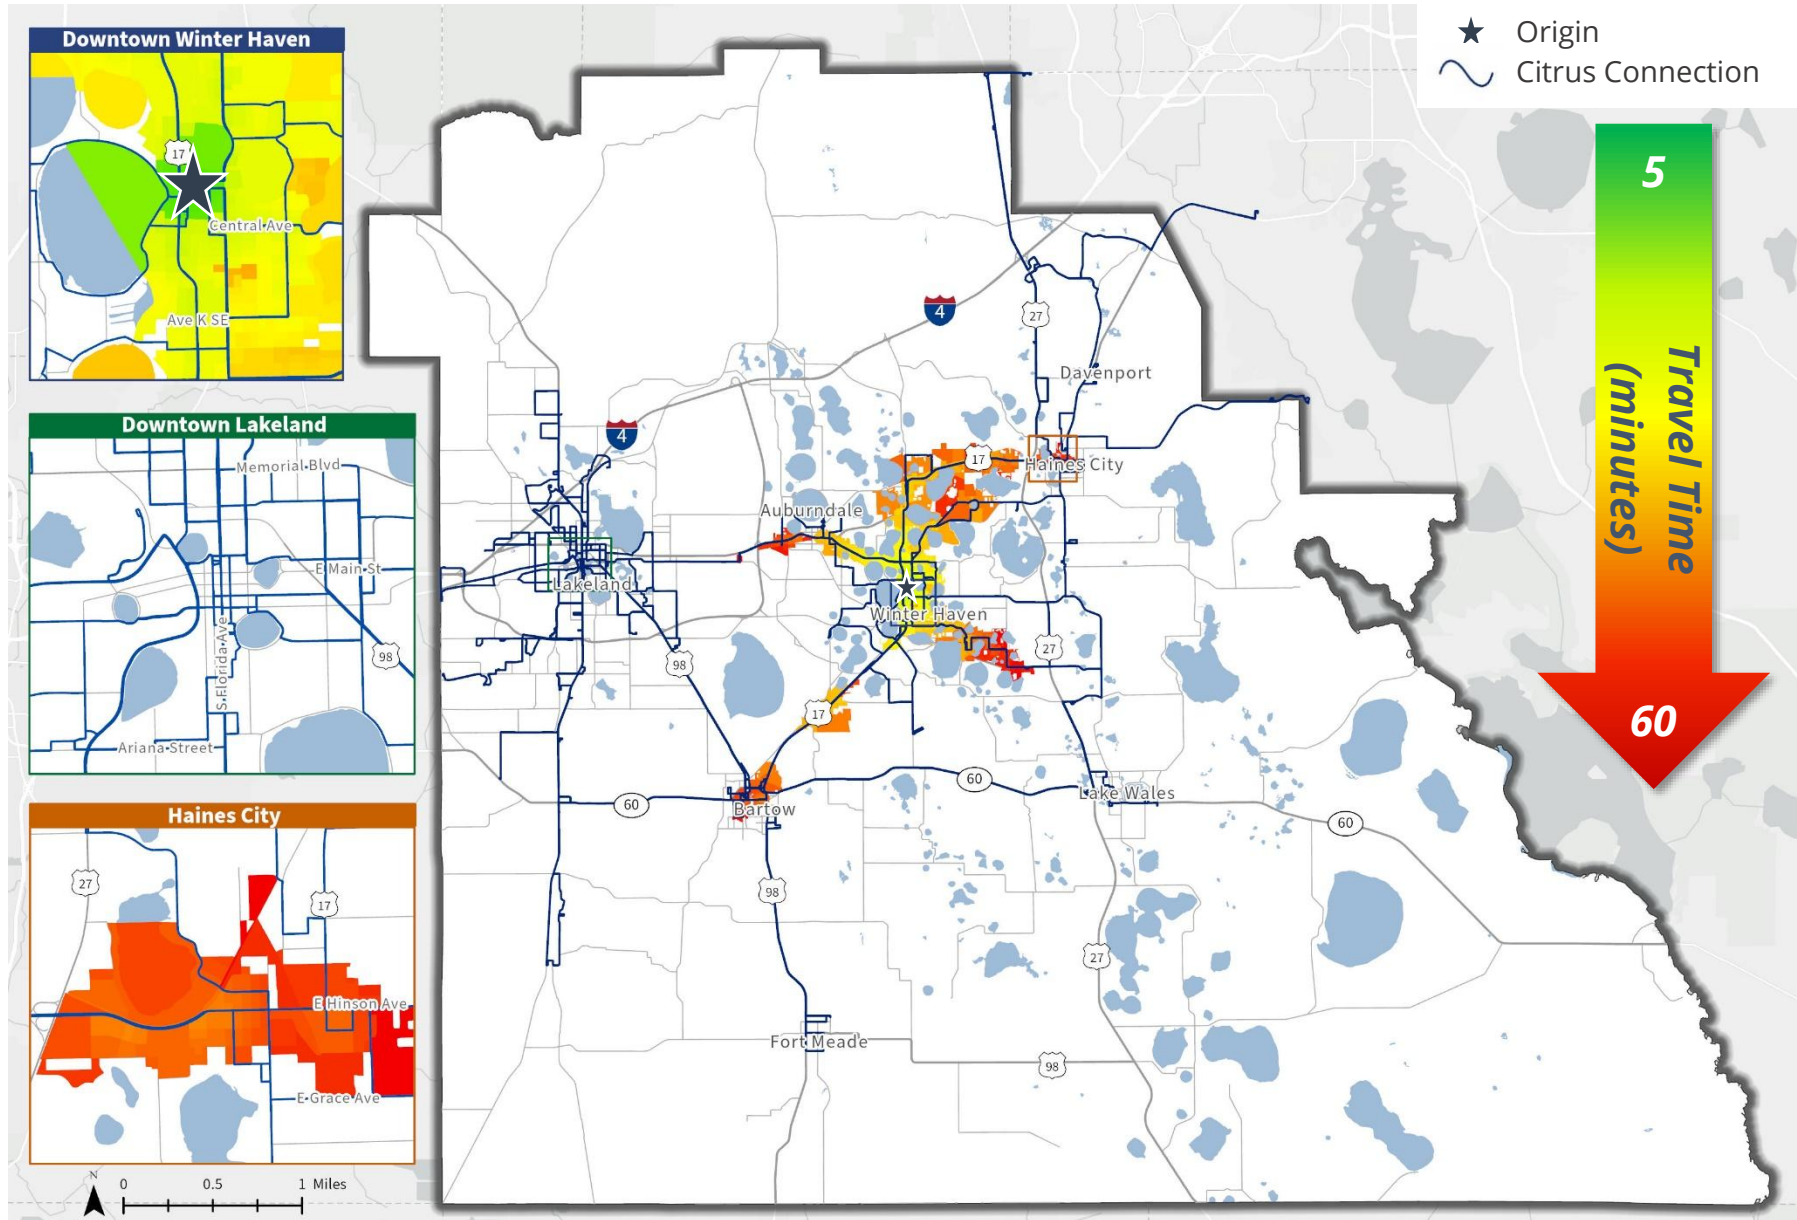 Origin
Citrus Connection
5
Travel Time
(minutes)
60
Downtown Winter Haven
17
Central Ave
Ave K SE
Downtown Lakeland
Memorial Blvd
E Main St
S Florida Ave
98
Ariana Street
Haines City
27
17
E Hinson Ave
E Grace Ave
N
0 0.5 1 Miles
4
27
Davenport
4
17
Haines City
Auburndale
Lakeland
Winter Haven
98
27
17
60
60
Bartow
Lake Wales
60
98
27
Fort Meade
98